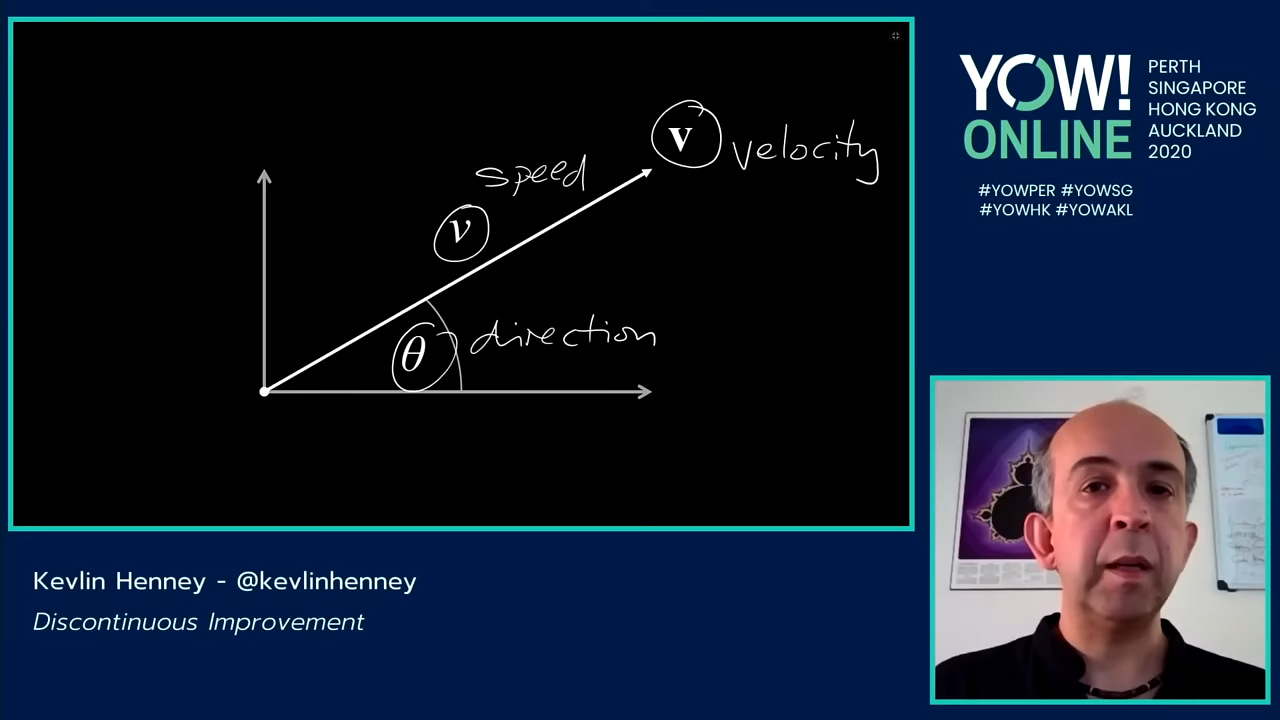 v velocity
speed
v
θ direction
YOW!
ONLINE
PERTH
SINGAPORE
HONG KONG
AUCKLAND
2020
#YOWPER #YOWSG
#YOWHK #YOWAKL
Kevlin Henney - @kevlinhenney
Discontinuous Improvement